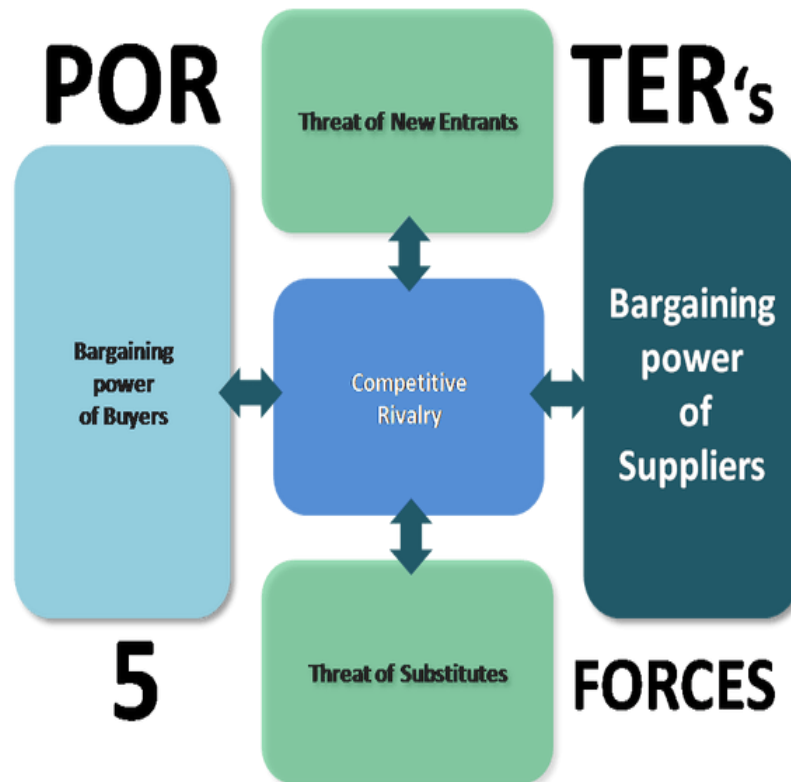 POR
TER's
Threat of New Entrants
Bargaining
power
of Buyers
Competitive
Rivalry
Bargaining
power
of
Suppliers
Threat of Substitutes
5
FORCES